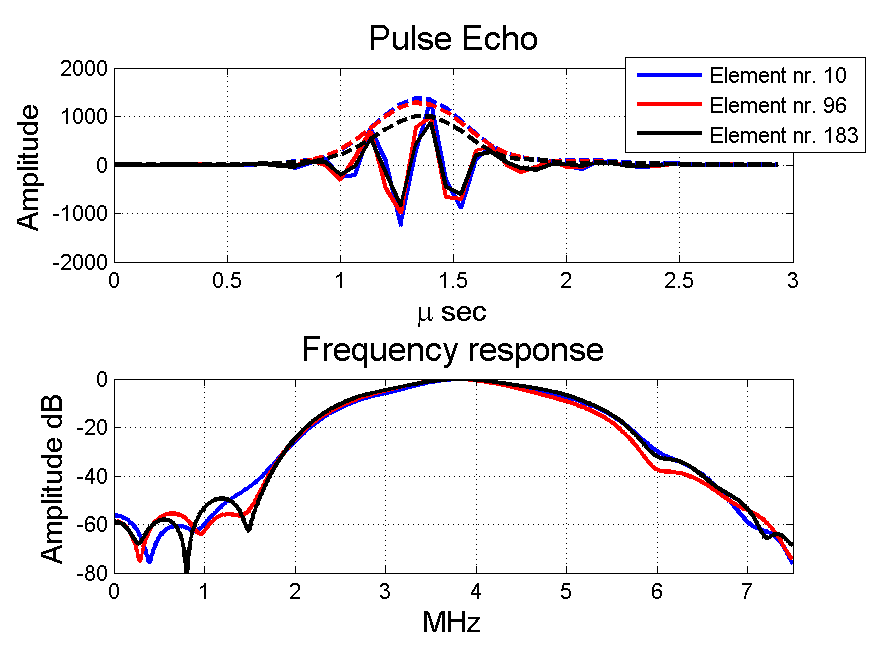 Pulse Echo
Element nr. 10
Element nr. 96
Element nr. 183
Amplitude
2000
1000
0
-1000
-2000
0 0.5 1 1.5 2 2.5 3
μ sec
Frequency response
Amplitude dB
0
-20
-40
-60
-80
0 1 2 3 4 5 6 7
MHz